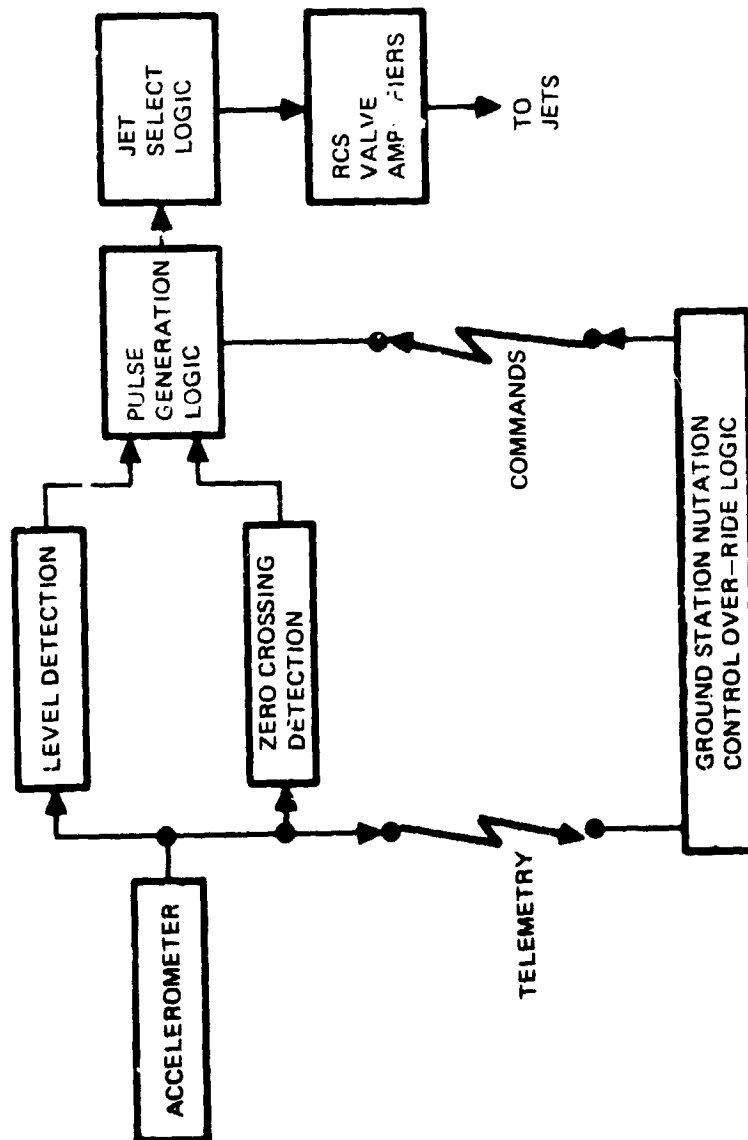 ACCELEROMETER
LEVEL DETECTION
ZERO CROSSING
DETECTION
PULSE
GENERATION
LOGIC
JET
SELECT
LOGIC
RCS
VALVE
TO
JETS
TELEMETRY
COMMANDS
GROUND STATION NUTATION
CONTROL OVER-RIDE LOGIC